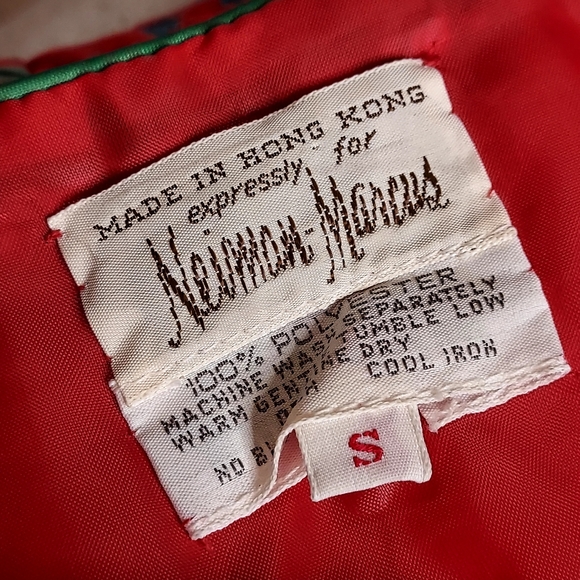 MADE IN HONG KONG
expressly for
Neiman-Marcus
100% POLYESTER
MACHINE WASH SEPARATELY
WARM GENTLE TUMBLE LOW
DRY
COOL IRON
NO
S